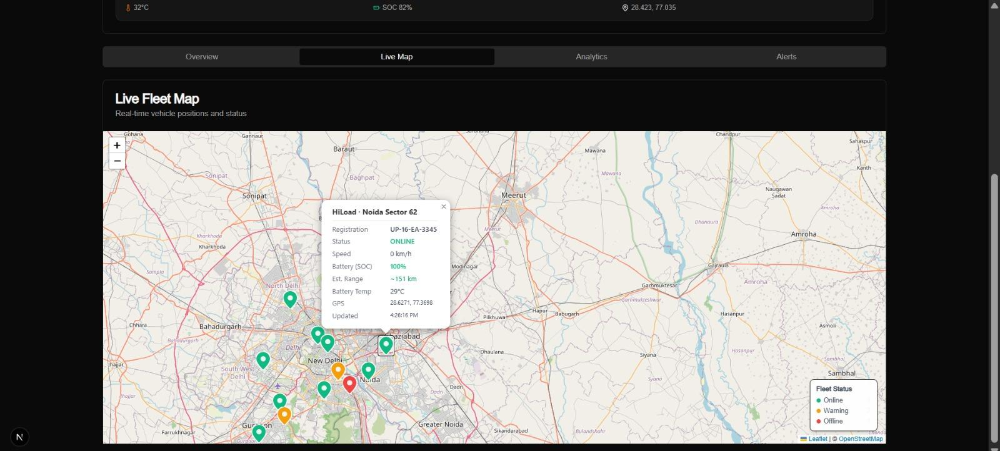 32°C
SOC 82%
28.423, 77.035
Overview
Live Map
Analytics
Alerts
Live Fleet Map
Real-time vehicle positions and status
+
−
Gohana
Gannaur
Chandpur
Sahaspur
Baraut
Mawana
Kanth
Sonipat
Baghpat
Mawana
Naugawan
Sadat
Sonipat
Meerut
Amroha
HiLoad · Noida Sector 62
×
Registration UP-16-EA-3345
Status ONLINE
Speed 0 km/h
Battery (SOC) 100%
Est. Range ~151 km
Battery Temp 29°C
GPS 28.6271, 77.3698
Updated 4:26:16 PM
Dhanaura
Meerut
Kharkhoda
Kharkhoda
Amroha
Modinagar
Gajraula
Sampla
North Delhi
Garhmuktesar
Amroha
Garhmukteshwar
Hapur
Babugarh
Hasanpur
Pilkhuwa
Chhara
Bahadurgarh
Asmoli
Ghaziabad
Bahadurgarh
Delhi
Dhaulana
Hasanpur
Siyana
New Delhi
Jhajjar
South West
Delhi
Sambhal
Sambhal
Noida
Syana
Dadri
Dadri
Jhajjar
Gurgaon
Greater Noida
Farrukhnagar
Sikandarabad
Bulandshahr
Fleet Status
Online
Warning
Offline
N
Leaflet | © OpenStreetMap